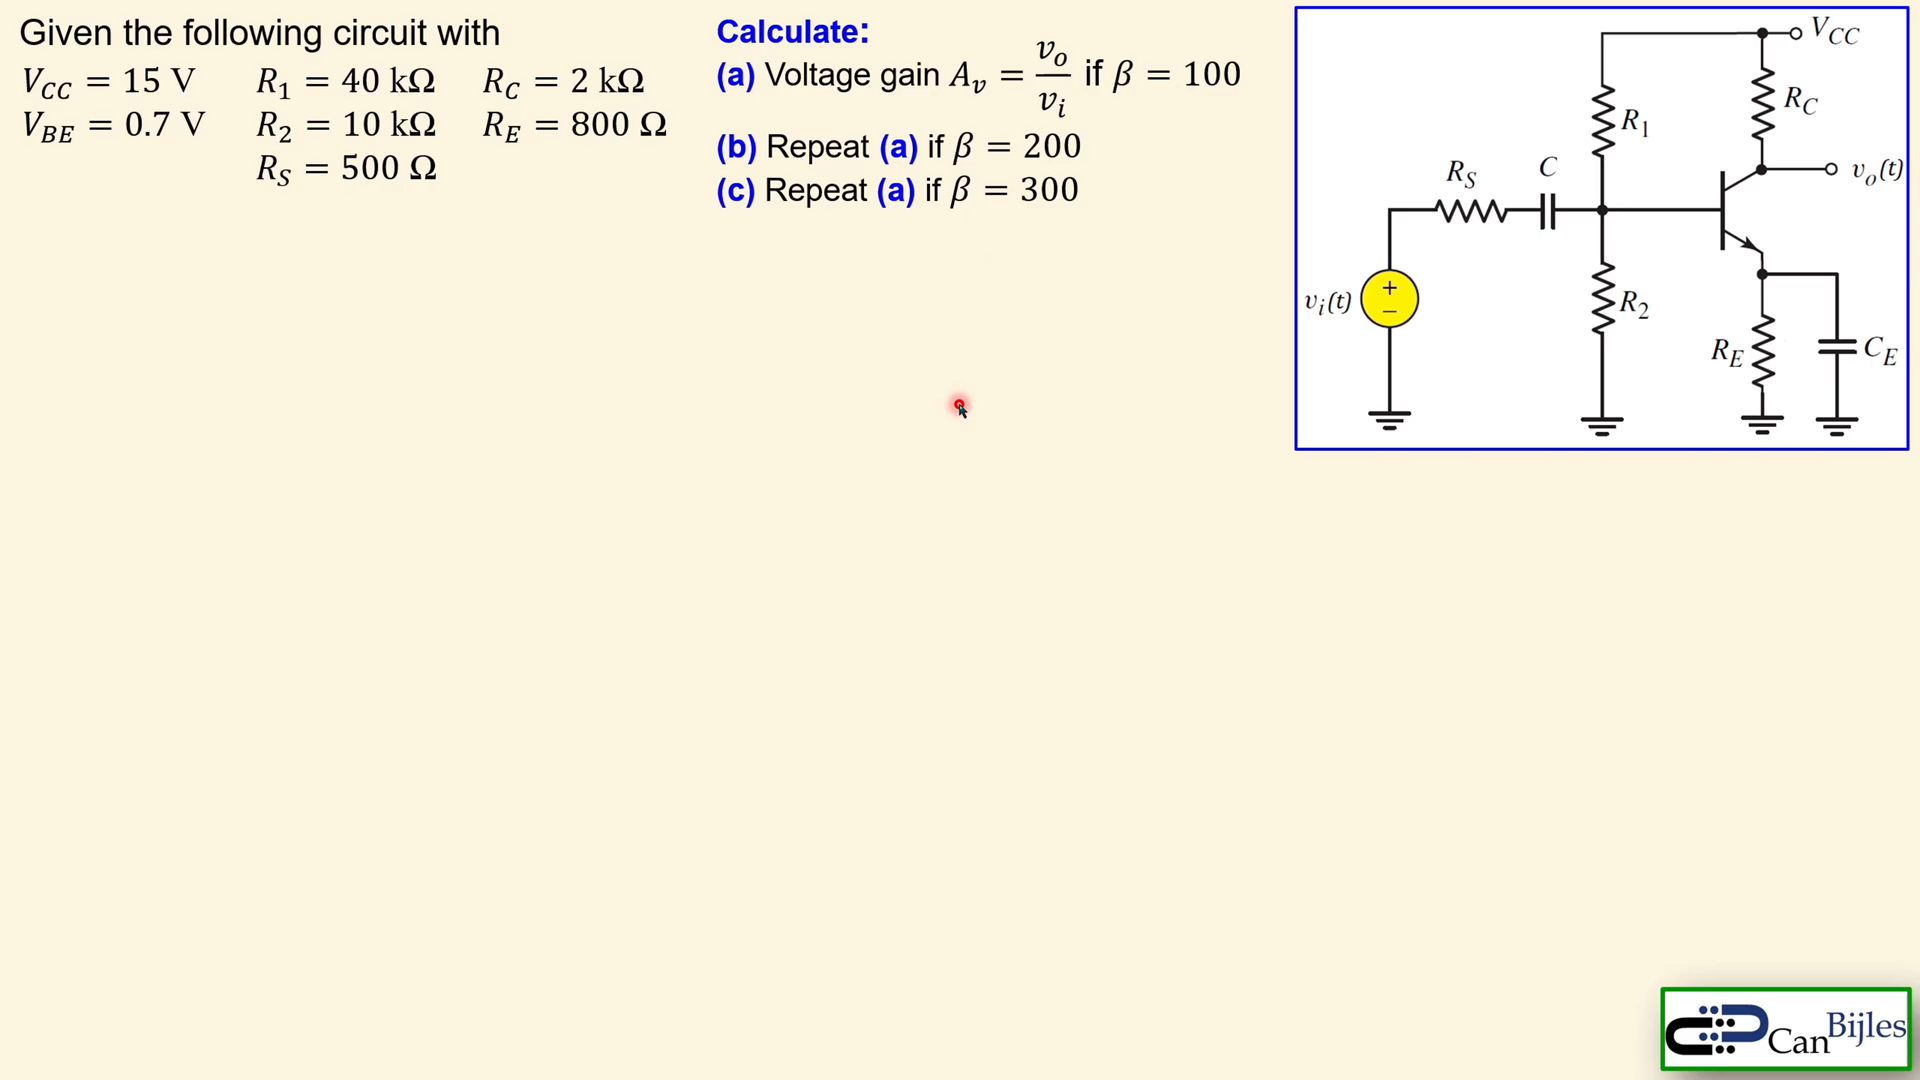 Given the following circuit with
V_CC = 15 V R_1 = 40 kΩ R_C = 2 kΩ
V_BE = 0.7 V R_2 = 10 kΩ R_E = 800 Ω
R_S = 500 Ω
Calculate:
(a) Voltage gain A_v = v_o/v_i if β = 100
(b) Repeat (a) if β = 200
(c) Repeat (a) if β = 300
V_CC
R_C
R_1
v_o(t)
R_S
C
v_i(t)
+
−
R_2
R_E
C_E
CanBijles